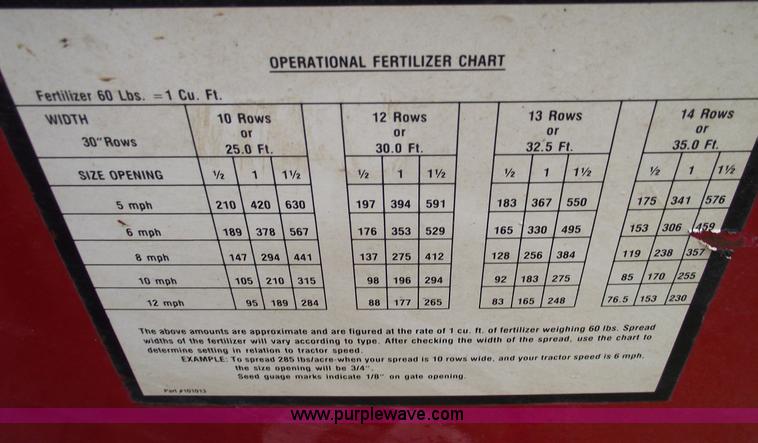 OPERATIONAL FERTILIZER CHART
Fertilizer 60 Lbs. = 1 Cu. Ft.
WIDTH 10 Rows 12 Rows 13 Rows 14 Rows
or or or or
30" Rows 25.0 Ft. 30.0 Ft. 32.5 Ft. 35.0 Ft.
SIZE OPENING ½ 1 1½ ½ 1 1½ ½ 1 1½ ½ 1 1½
5 mph 210 420 630 197 394 591 183 367 550 175 341 576
6 mph 189 378 567 176 353 529 165 330 495 153 306 459
8 mph 147 294 441 137 275 412 128 256 384 119 238 357
10 mph 105 210 315 98 196 294 92 183 275 85 170 255
12 mph 95 189 284 88 177 265 83 165 248 76.5 153 230
The above amounts are approximate and are figured at the rate of 1 cu. ft. of fertilizer weighing 60 lbs. Spread
widths of the fertilizer will vary according to type. After checking the width of the spread, use the chart to
determine setting in relation to tractor speed.
EXAMPLE: To spread 285 lbs/acre when your spread is 10 rows wide, and your tractor speed is 6 mph,
the size opening will be 3/4".
Seed guage marks indicate 1/8" on gate opening.
Part #101013
www.purplewave.com